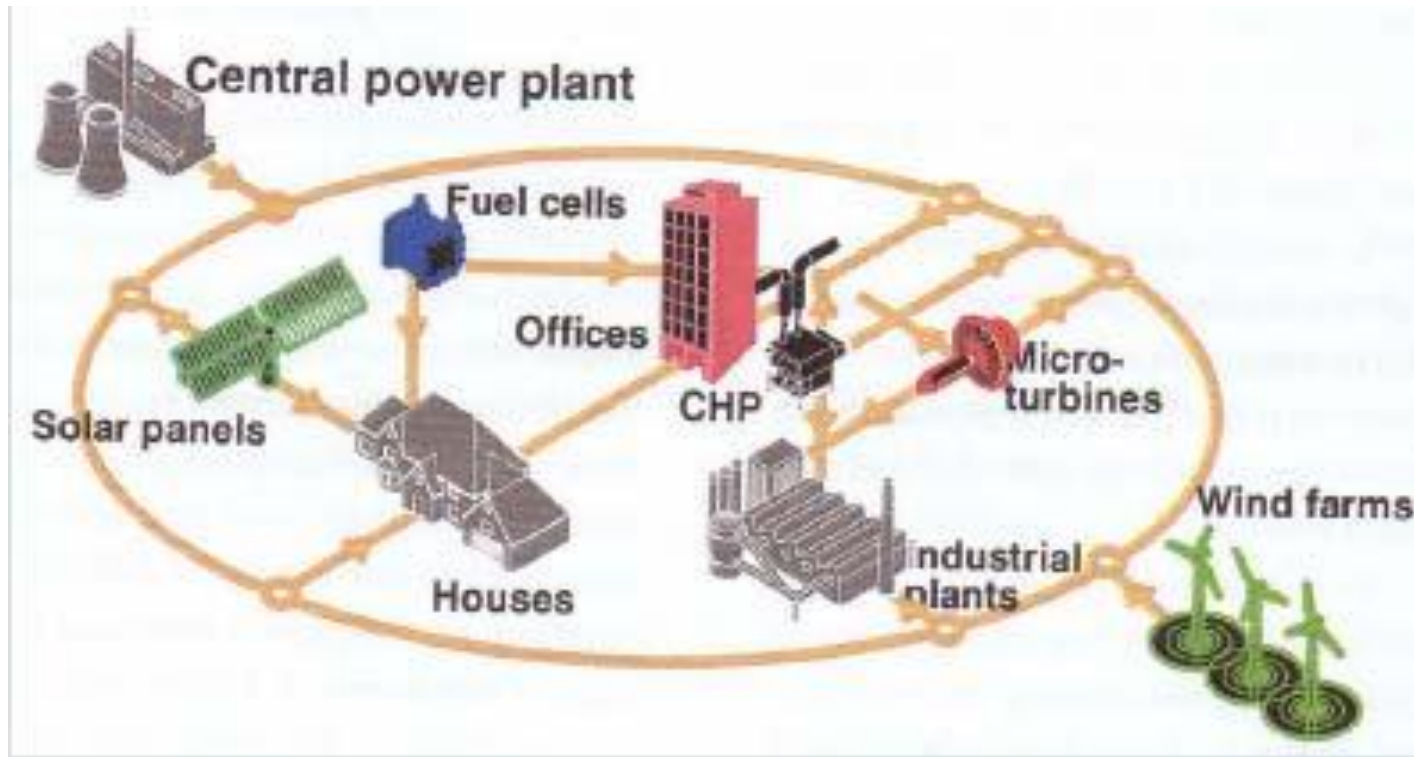 Central power plant
Fuel cells
Offices
Solar panels
CHP
Micro-
turbines
Wind farms
Houses
Industrial
plants